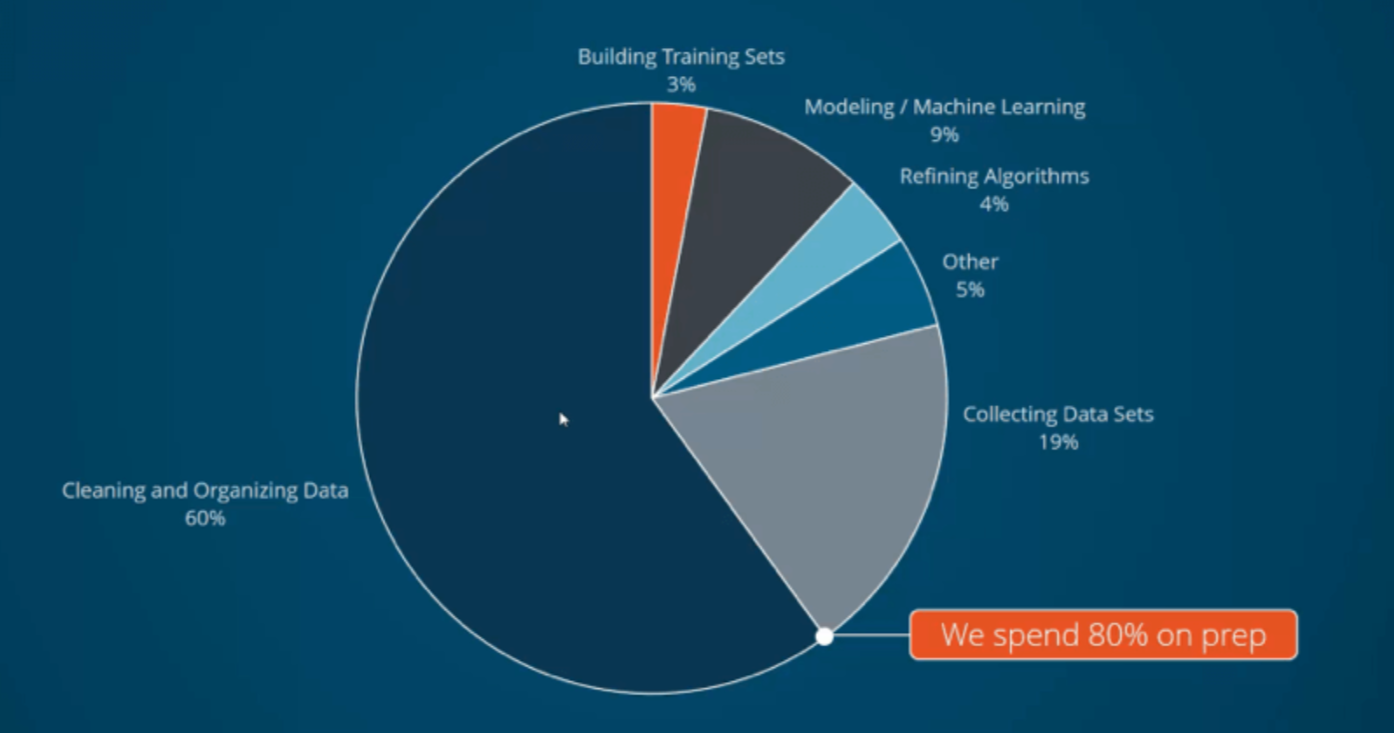 Building Training Sets
3%
Modeling / Machine Learning
9%
Refining Algorithms
4%
Other
5%
Collecting Data Sets
19%
Cleaning and Organizing Data
60%
We spend 80% on prep